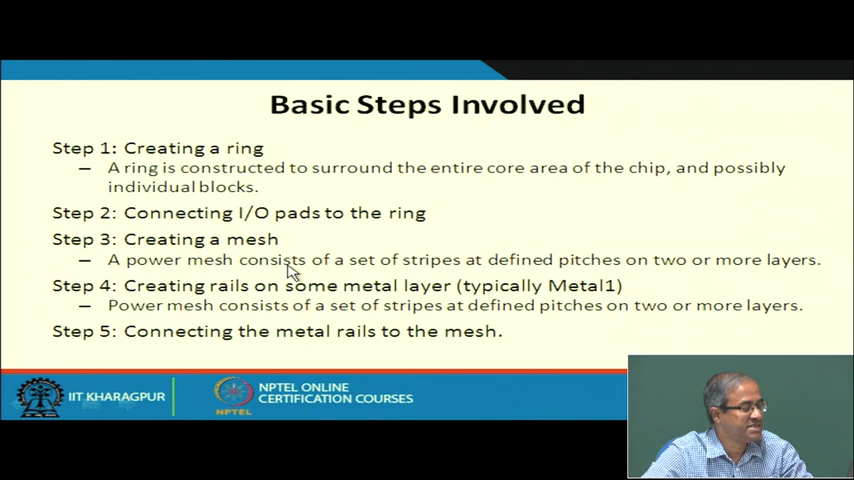 Basic Steps Involved
Step 1: Creating a ring
– A ring is constructed to surround the entire core area of the chip, and possibly
individual blocks.
Step 2: Connecting I/O pads to the ring
Step 3: Creating a mesh
– A power mesh consists of a set of stripes at defined pitches on two or more layers.
Step 4: Creating rails on some metal layer (typically Metal1)
– Power mesh consists of a set of stripes at defined pitches on two or more layers.
Step 5: Connecting the metal rails to the mesh.
IIT KHARAGPUR
NPTEL
NPTEL ONLINE
CERTIFICATION COURSES